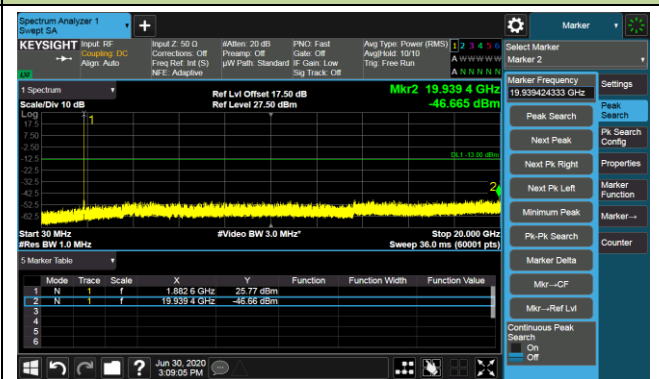 Spectrum Analyzer 1
Swept SA
+
Marker
KEYSIGHT
Input: RF
Coupling: DC
Align: Auto
Input Z: 50 Ω
Corrections: Off
Freq Ref: Int (S)
NFE: Adaptive
#Atten: 20 dB
Preamp: Off
µW Path: Standard
PNO: Fast
Gate: Off
IF Gain: Low
Sig Track: Off
Avg Type: Power (RMS)
Avg|Hold: 10/10
Trig: Free Run
1 2 3 4 5 6
A W W W W W
A N N N N N
Select Marker
Marker 2
1 Spectrum
Scale/Div 10 dB
Ref Lvl Offset 17.50 dB
Ref Level 27.50 dBm
Mkr2 19.939 4 GHz
-46.665 dBm
Log
17.5
7.50
-2.50
-12.5
-22.5
-32.5
-42.5
-52.5
-62.5
1
DL1 -13.00 dBm
2
Start 30 MHz
#Res BW 1.0 MHz
#Video BW 3.0 MHz*
Stop 20.000 GHz
Sweep 36.0 ms (60001 pts)
5 Marker Table
Mode Trace Scale X Y Function Function Width Function Value
1 N 1 f 1.882 6 GHz 25.77 dBm
2 N 1 f 19.939 4 GHz -46.66 dBm
3
4
5
6
Marker Frequency
19.939424333 GHz
Peak Search
Next Peak
Next Pk Right
Next Pk Left
Minimum Peak
Pk-Pk Search
Marker Delta
Mkr→CF
Mkr→Ref Lvl
Continuous Peak
Search
On
Off
Settings
Peak
Search
Pk Search
Config
Properties
Marker
Function
Marker→
Counter
?
Jun 30, 2020
3:09:05 PM